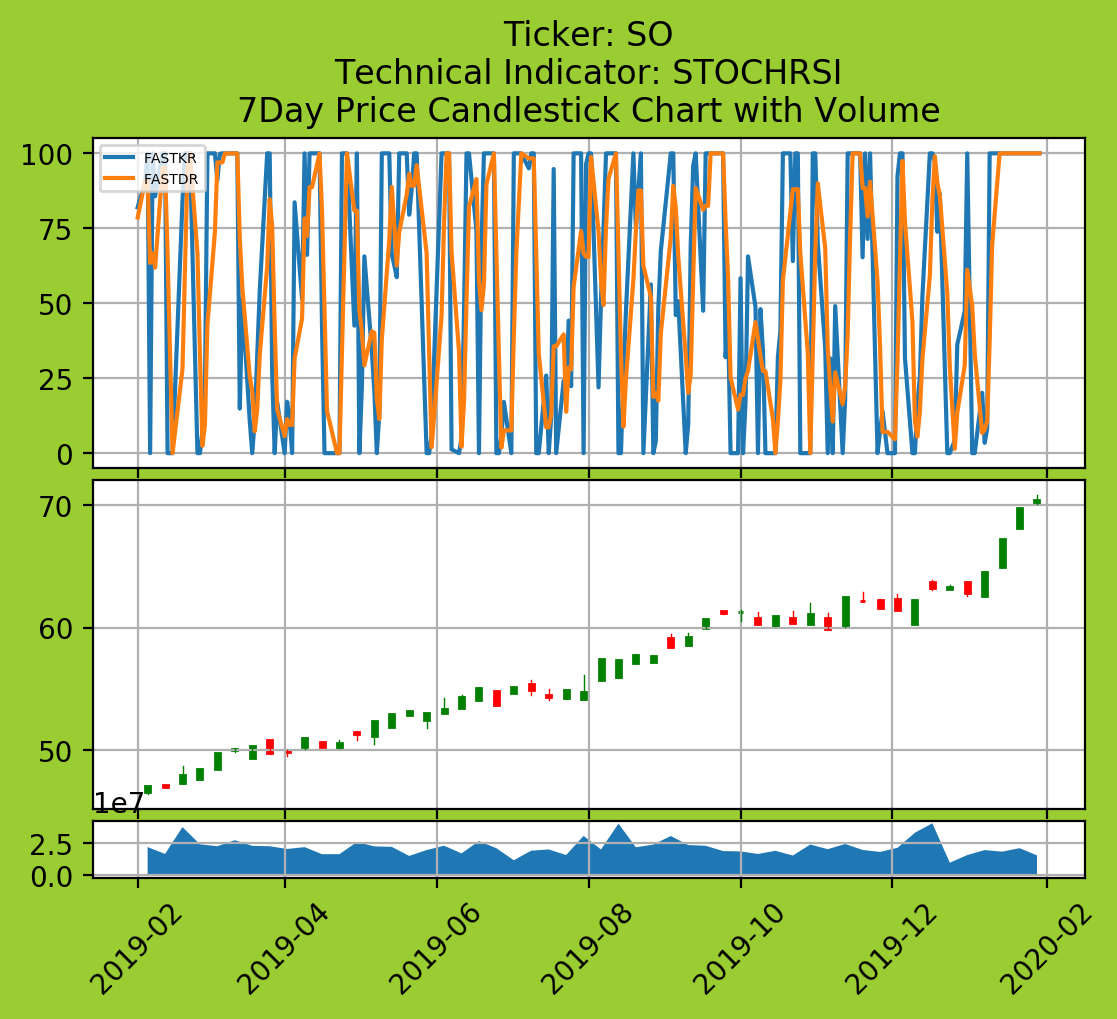 Ticker: SO
Technical Indicator: STOCHRSI
7Day Price Candlestick Chart with Volume
100
75
50
25
0
FASTKR
FASTDR
70
60
50
1e7
2.5
0.0
2019-02
2019-04
2019-06
2019-08
2019-10
2019-12
2020-02